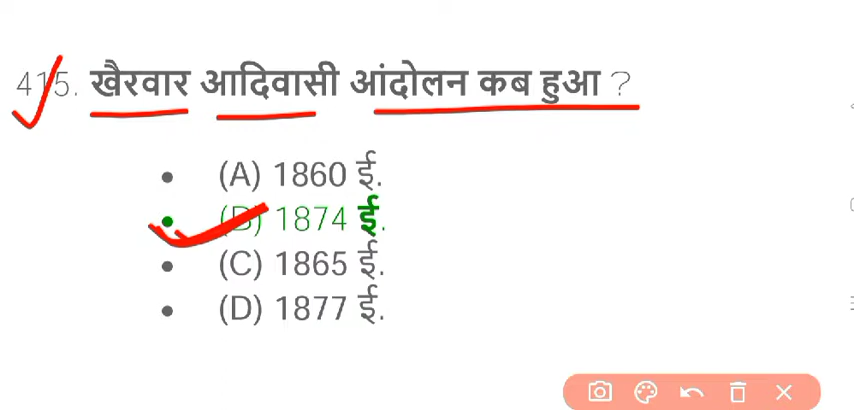 415. खैरवार आदिवासी आंदोलन कब हुआ ?
(A) 1860 ई.
(B) 1874 ई.
(C) 1865 ई.
(D) 1877 ई.